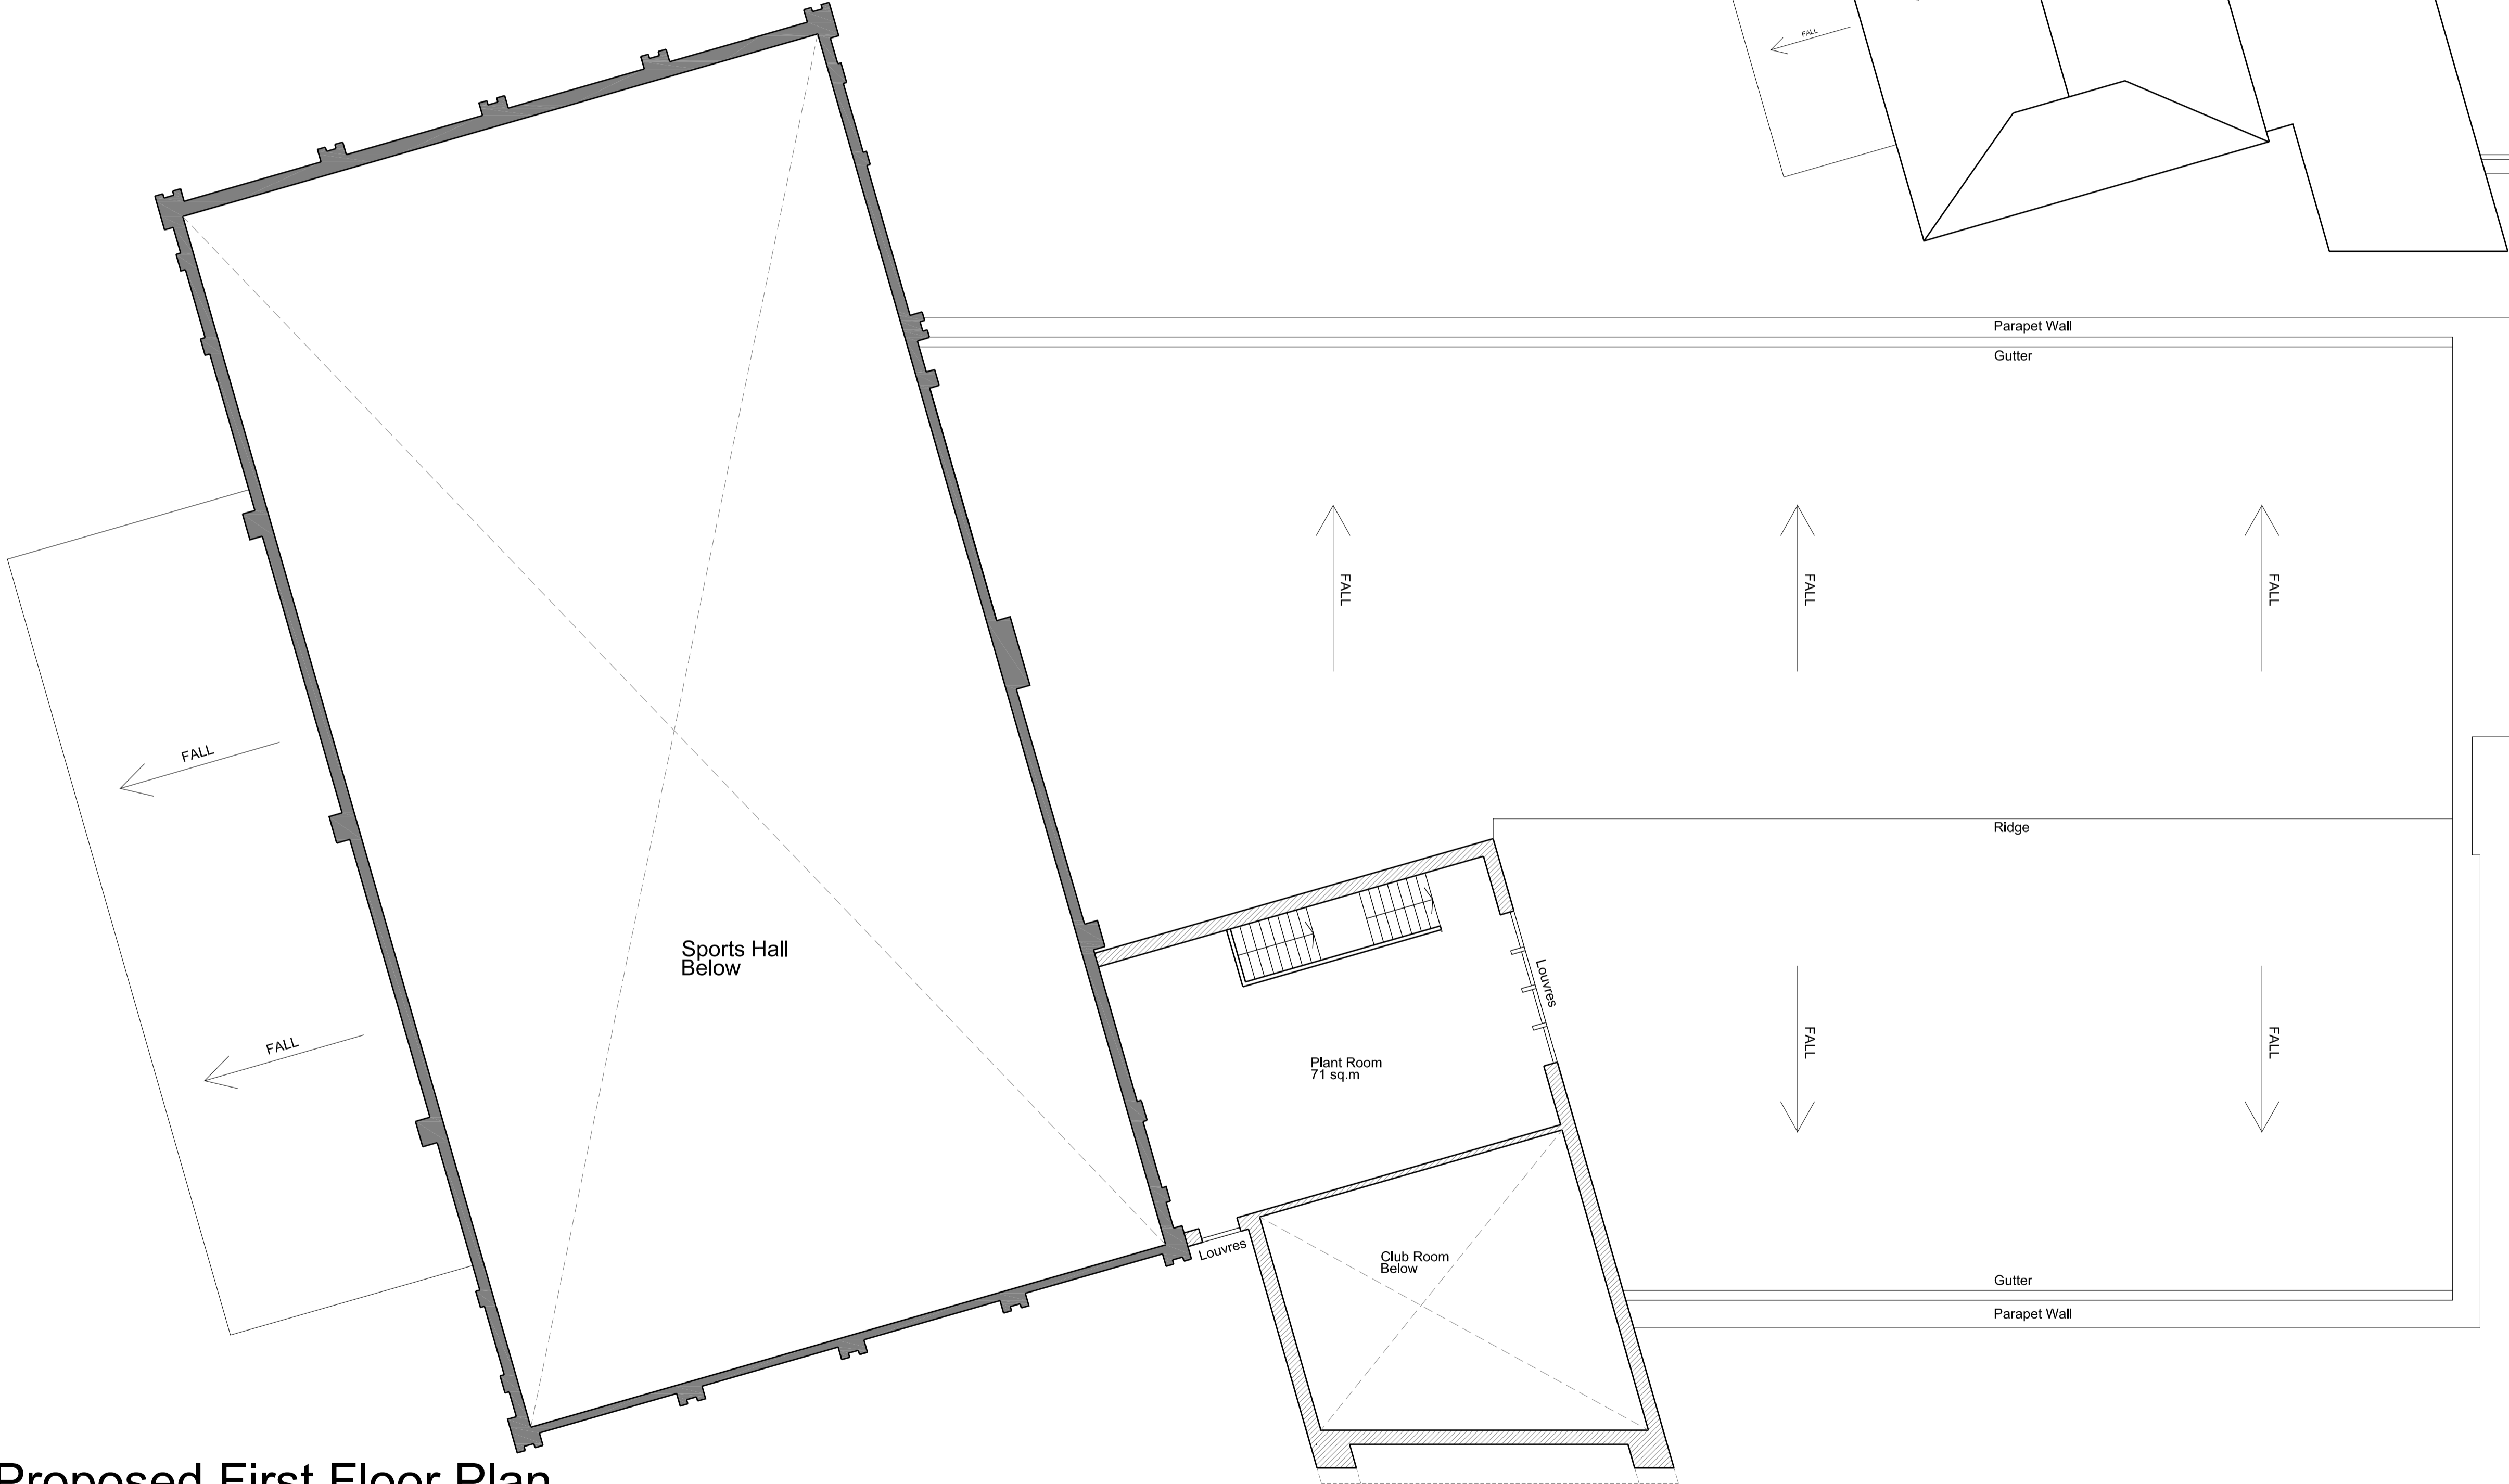 FALL
Parapet Wall
Gutter
FALL
FALL
FALL
FALL
Ridge
Sports Hall
Below
Louvres
FALL
Plant Room
71 sq.m
FALL
FALL
Louvres
Club Room
Below
Gutter
Parapet Wall
Proposed First Floor Plan